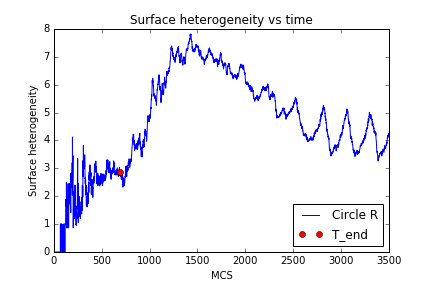 Surface heterogeneity vs time
Surface heterogeneity
8
7
6
5
4
3
2
1
0
0 500 1000 1500 2000 2500 3000 3500
MCS
Circle R
T_end